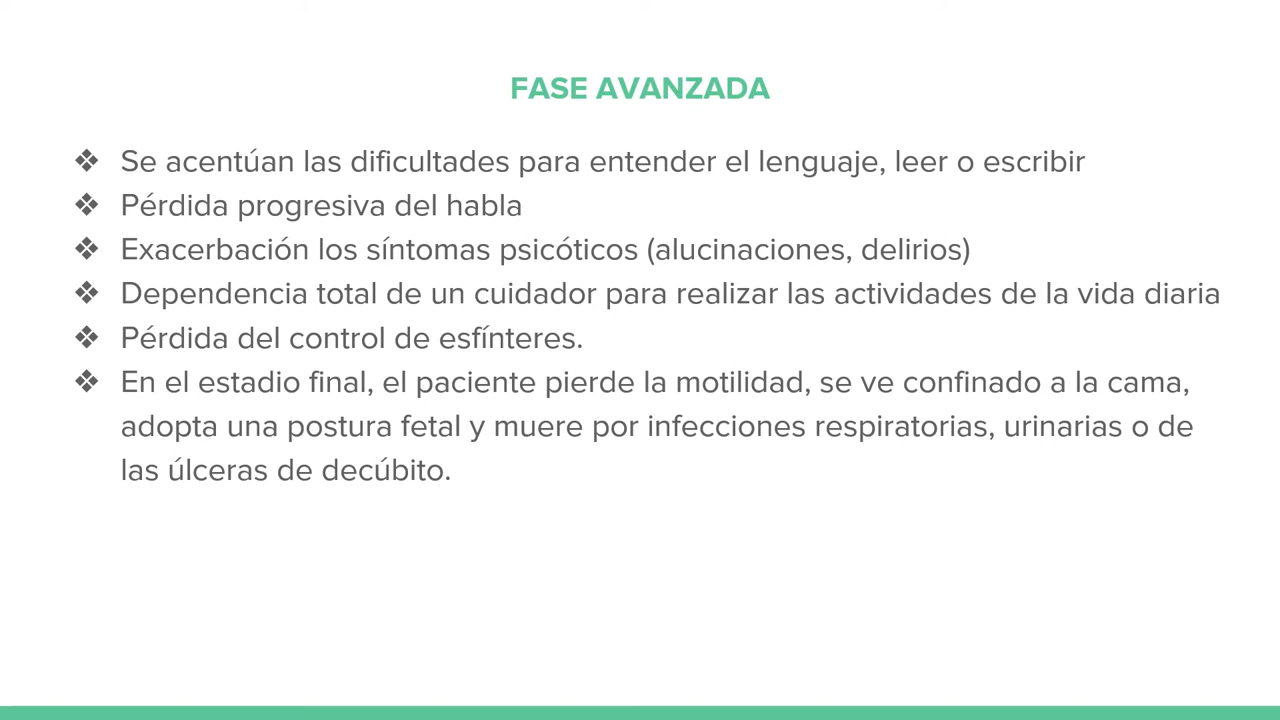 FASE AVANZADA
❖ Se acentúan las dificultades para entender el lenguaje, leer o escribir
❖ Pérdida progresiva del habla
❖ Exacerbación los síntomas psicóticos (alucinaciones, delirios)
❖ Dependencia total de un cuidador para realizar las actividades de la vida diaria
❖ Pérdida del control de esfínteres.
❖ En el estadio final, el paciente pierde la motilidad, se ve confinado a la cama,
adopta una postura fetal y muere por infecciones respiratorias, urinarias o de
las úlceras de decúbito.